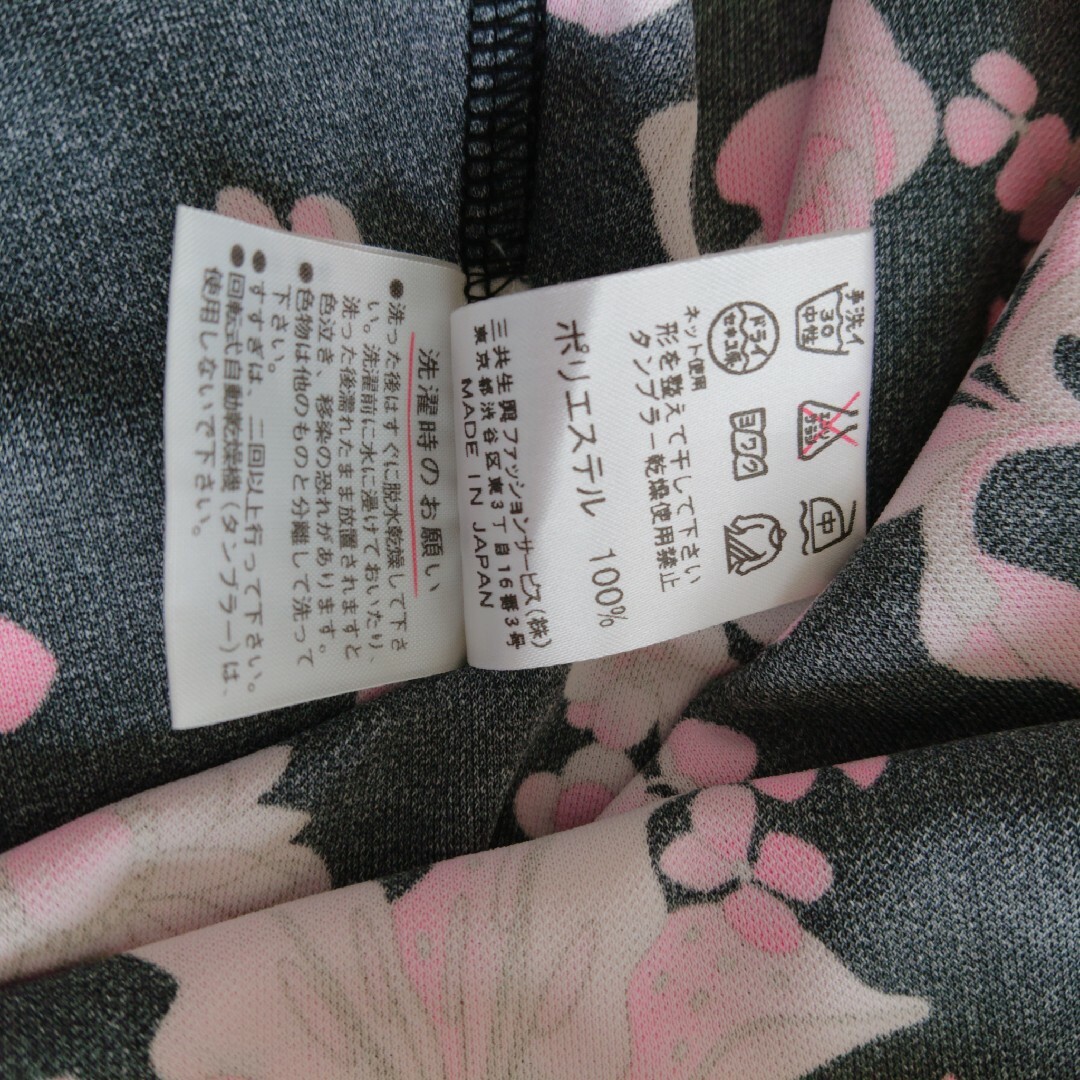 手洗イ
30
中性
エンソ
サラシ
中
ドライ
セキユ系
ヨワク
ネット使用
形を整えて干して下さい
タンブラー乾燥使用禁止
ポリエステル 100%
三共生興ファッションサービス(株)
東京都渋谷区東3丁目16番3号
MADE IN JAPAN
洗濯時のお願い
●洗った後はすぐに脱水乾燥して下さ
い。洗濯前に水に浸けておいたり、
洗った後濡れたまま放置されますと
色泣き、移染の恐れがあります。
●色物は他のものと分離して洗って
下さい。
●すすぎは、二回以上行って下さい。
●回転式自動乾燥機(タンブラー)は、
使用しないで下さい。